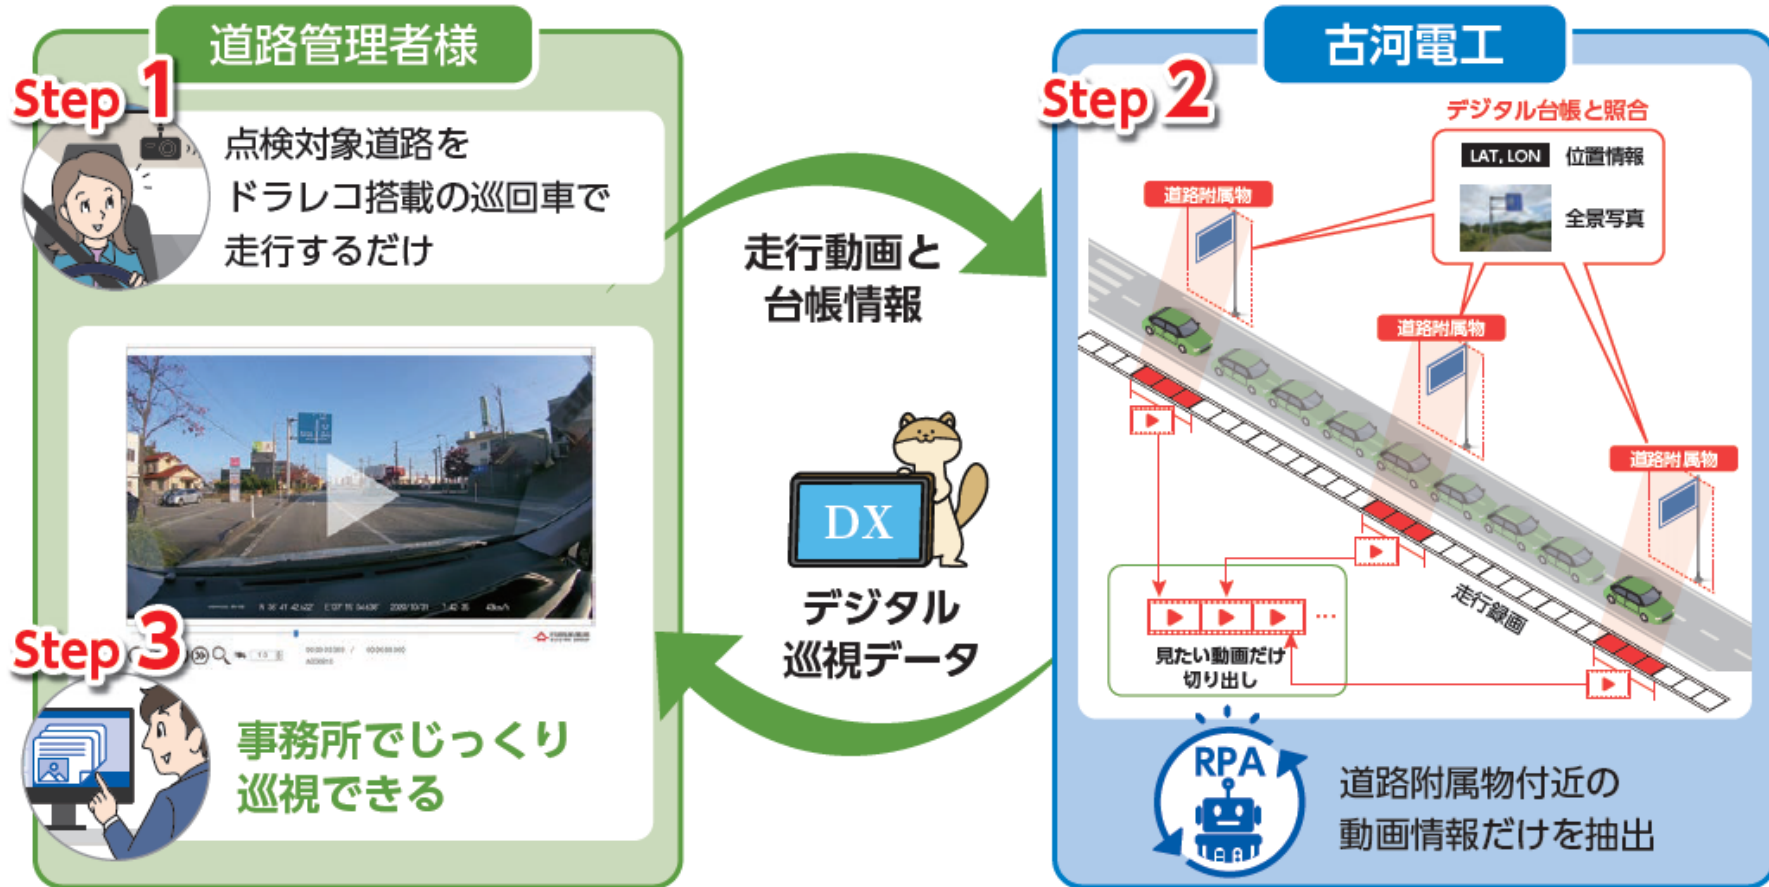 道路管理者様
Step 1
点検対象道路を
ドラレコ搭載の巡回車で
走行するだけ
走行動画と
台帳情報
古河電工
Step 2
デジタル台帳と照合
LAT, LON 位置情報
全景写真
道路附属物
道路附属物
道路附属物
走行録画
見たい動画だけ
切り出し
RPA
道路附属物付近の
動画情報だけを抽出
DX
デジタル
巡視データ
Step 3
事務所でじっくり
巡視できる